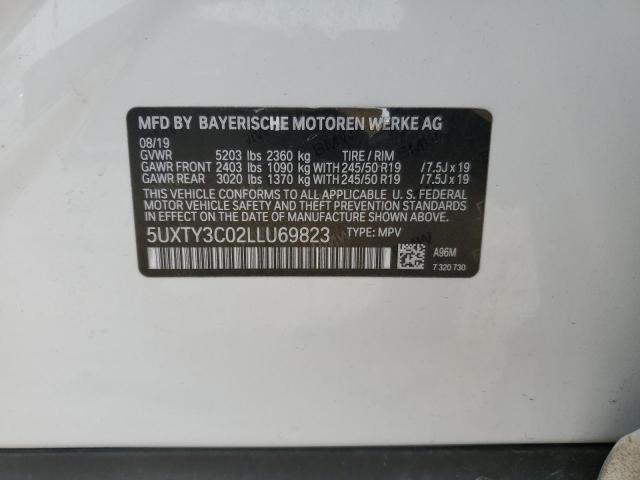 MFD BY BAYERISCHE MOTOREN WERKE AG
08/19
GVWR 5203 lbs 2360 kg TIRE / RIM
GAWR FRONT 2403 lbs 1090 kg WITH 245/50 R19 /7.5J x 19
GAWR REAR 3020 lbs 1370 kg WITH 245/50 R19 /7.5J x 19
THIS VEHICLE CONFORMS TO ALL APPLICABLE U. S. FEDERAL
MOTOR VEHICLE SAFETY AND THEFT PREVENTION STANDARDS
IN EFFECT ON THE DATE OF MANUFACTURE SHOWN ABOVE.
5UXTY3C02LLU69823 TYPE: MPV
A96M
7 320 730